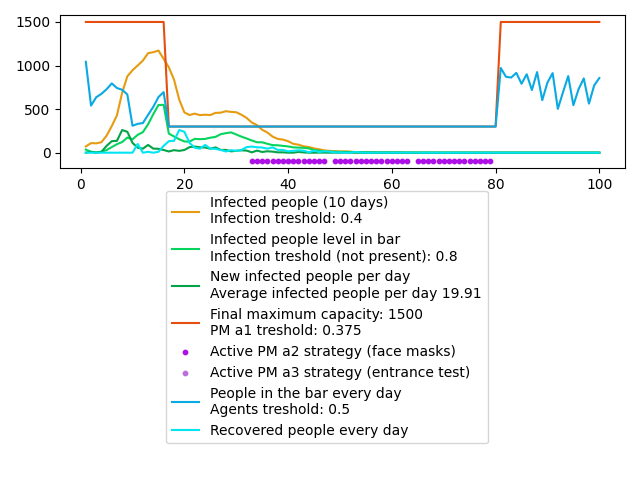 1500
1000
500
0
0 20 40 60 80 100
Infected people (10 days)
Infection treshold: 0.4
Infected people level in bar
Infection treshold (not present): 0.8
New infected people per day
Average infected people per day 19.91
Final maximum capacity: 1500
PM a1 treshold: 0.375
Active PM a2 strategy (face masks)
Active PM a3 strategy (entrance test)
People in the bar every day
Agents treshold: 0.5
Recovered people every day